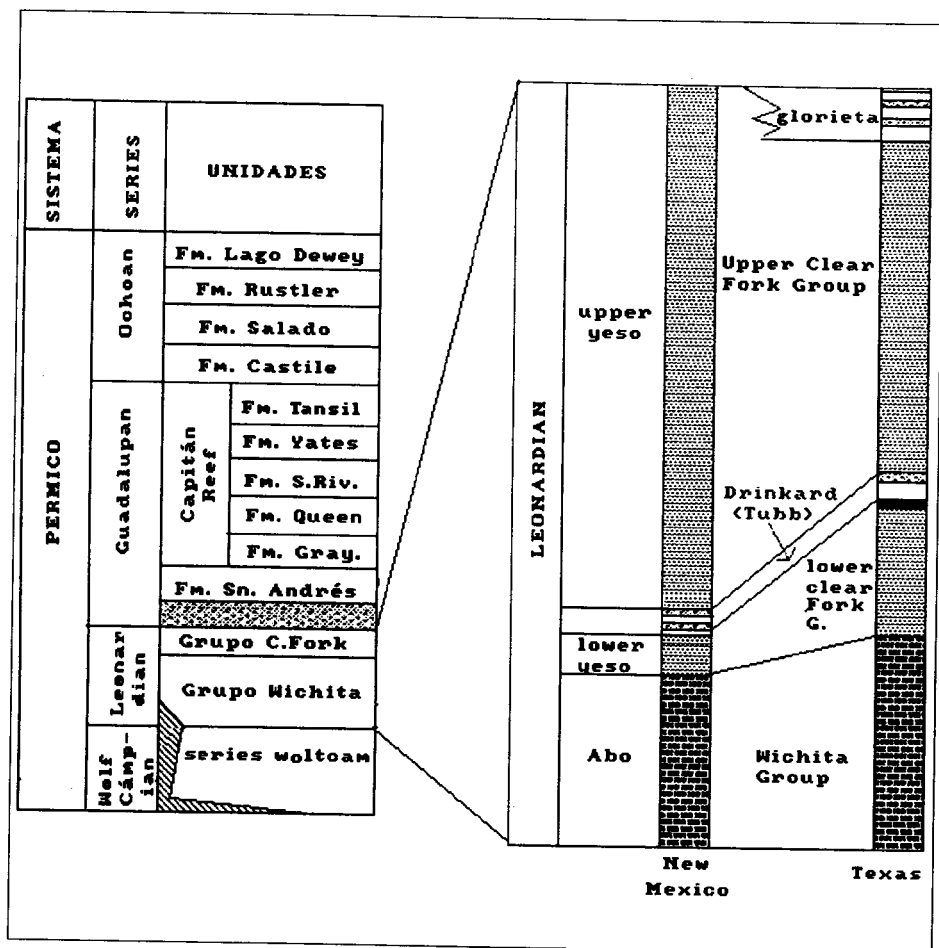 SISTEMA
SERIES
UNIDADES
PERMICO
Oohoan
Fm. Lago Dewey
Fm. Rustler
Fm. Salado
Fm. Castile
Guadalupan
Capitán
Reef
Fm. Tansil
Fm. Yates
Fm. S.Riv.
Fm. Queen
Fm. Gray.
Fm. Sn. Andrés
Leonar
dian
Grupo C.Fork
Grupo Wichita
Wolf
Cámp-
ian
series woltoam
LEONARDIAN
upper
yeso
lower
yeso
Abo
glorieta
Upper Clear
Fork Group
Drinkard
(Tubb)
lower
clear
Fork
G.
Wichita
Group
New
Mexico
Texas